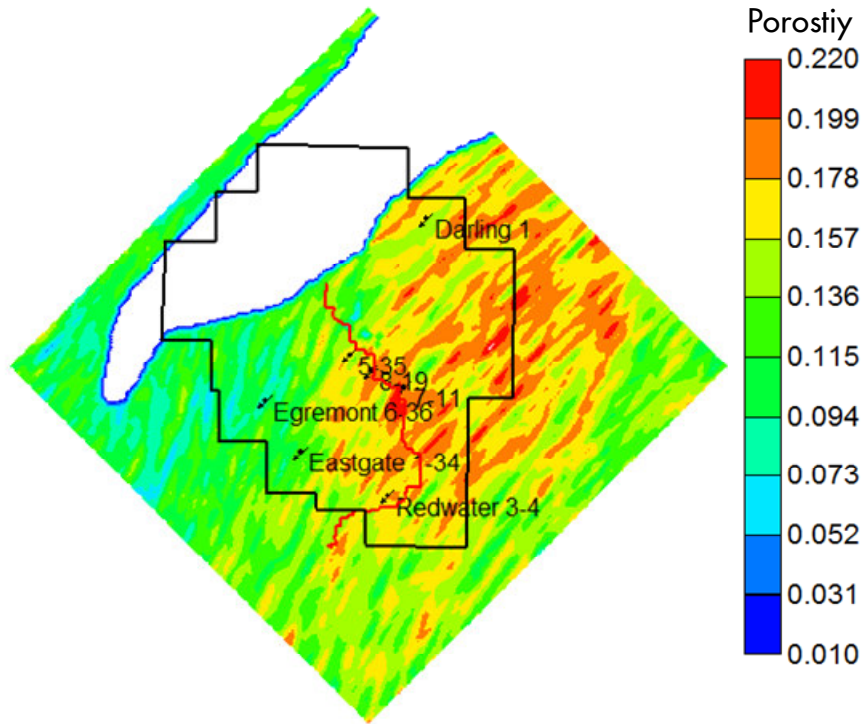 Porostiy
0.220
0.199
0.178
0.157
0.136
0.115
0.094
0.073
0.052
0.031
0.010
Darling 1
5-35
8-19
7-11
Egremont 6-36
Eastgate -34
Redwater 3-4